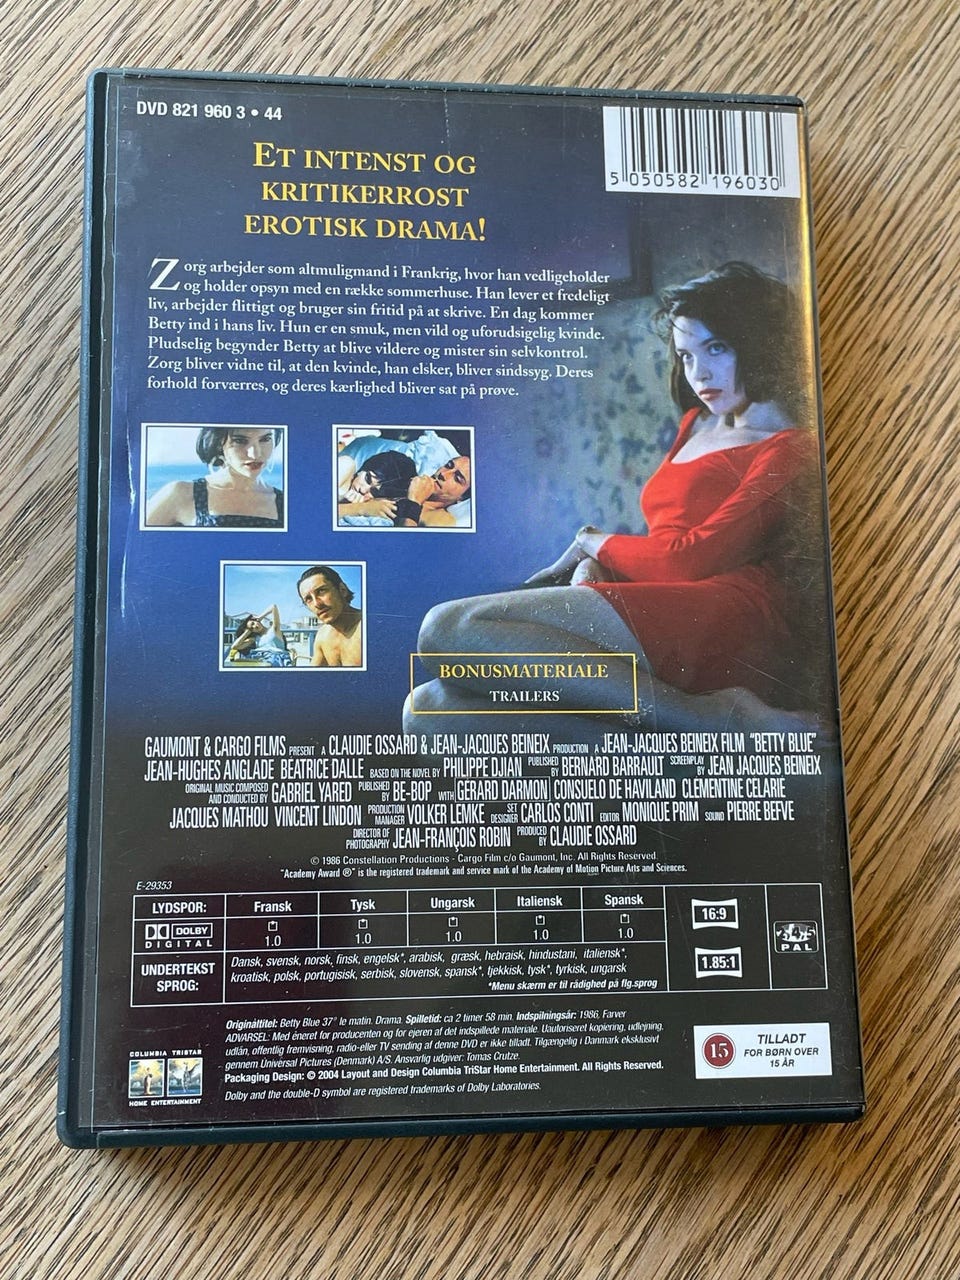 DVD 821 960 3 • 44
5 050582 196030
ET INTENST OG
KRITIKERROST
EROTISK DRAMA!
Zorg arbejder som altmuligmand i Frankrig, hvor han vedligeholder
og holder opsyn med en række sommerhuse. Han lever et fredeligt
liv, arbejder flittigt og bruger sin fritid på at skrive. En dag kommer
Betty ind i hans liv. Hun er en smuk, men vild og uforudsigelig kvinde.
Pludselig begynder Betty at blive vildere og mister sin selvkontrol.
Zorg bliver vidne til, at den kvinde, han elsker, bliver sindssyg. Deres
forhold forværres, og deres kærlighed bliver sat på prøve.
BONUSMATERIALE
TRAILERS
GAUMONT & CARGO FILMS PRESENT A CLAUDIE OSSARD & JEAN-JACQUES BEINEIX PRODUCTION A JEAN-JACQUES BEINEIX FILM "BETTY BLUE"
JEAN-HUGHES ANGLADE BEATRICE DALLE BASED ON THE NOVEL BY PHILIPPE DJIAN PUBLISHED BY BERNARD BARRAULT SCREENPLAY BY JEAN JACQUES BEINEIX
ORIGINAL MUSIC COMPOSED AND CONDUCTED BY GABRIEL YARED PUBLISHED BY BE-BOP WITH GERARD DARMON CONSUELO DE HAVILAND CLEMENTINE CELARIE
JACQUES MATHOU VINCENT LINDON PRODUCTION MANAGER VOLKER LEMKE SET DESIGNER CARLOS CONTI EDITOR MONIQUE PRIM SOUND PIERRE BEFVE
DIRECTOR OF PHOTOGRAPHY JEAN-FRANÇOIS ROBIN PRODUCED BY CLAUDIE OSSARD
© 1986 Constellation Productions - Cargo Film c/o Gaumont, Inc. All Rights Reserved.
"Academy Award ®" is the registered trademark and service mark of the Academy of Motion Picture Arts and Sciences.
E-29353
LYDSPOR: Fransk Tysk Ungarsk Italiensk Spansk
DOLBY DIGITAL 1.0 1.0 1.0 1.0 1.0
UNDERTEKST SPROG:
Dansk, svensk, norsk, finsk, engelsk*, arabisk, græsk, hebraisk, hindustani, italiensk*,
kroatisk, polsk, portugisisk, serbisk, slovensk, spansk*, tjekkisk, tysk*, tyrkisk, ungarsk
*Menu skærm er til rådighed på flg.sprog
16:9
1.85:1
PAL
Originaltitel: Betty Blue 37° le matin. Drama. Spilletid: ca 2 timer 58 min. Indspilningsår: 1986, Farver
ADVARSEL: Med éneret for producenten og for ejeren af det indspillede materiale. Uautoriseret kopiering, udlejning,
udlån, offentlig fremvisning, radio-eller TV sending af denne DVD er ikke tilladt. Tilgængelig i Danmark eksklusivt
gennem Universal Pictures (Denmark) A/S. Ansvarlig udgiver: Tomas Crutze.
Packaging Design: © 2004 Layout and Design Columbia TriStar Home Entertainment. All Rights Reserved.
Dolby and the double-D symbol are registered trademarks of Dolby Laboratories.
COLUMBIA TRISTAR
HOME ENTERTAINMENT
15
TILLADT
FOR BØRN OVER
15 ÅR